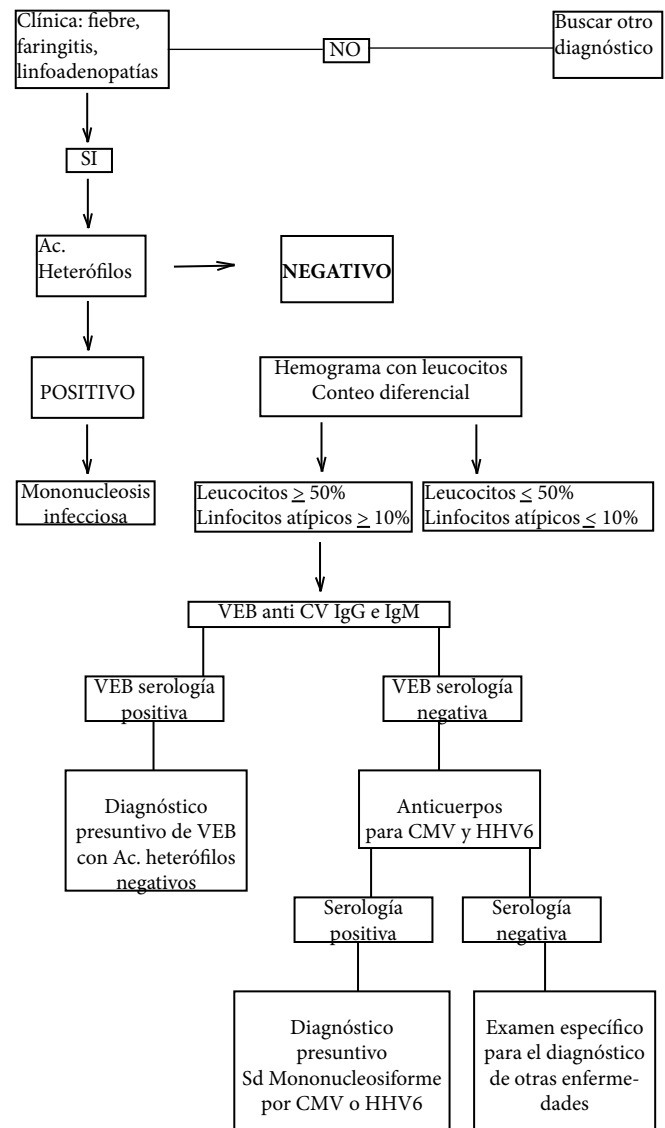 Clínica: fiebre,
faringitis,
linfoadenopatías
NO
Buscar otro
diagnóstico
SI
Ac.
Heterófilos
NEGATIVO
POSITIVO
Hemograma con leucocitos
Conteo diferencial
Mononucleosis
infecciosa
Leucocitos ≥ 50%
Linfocitos atípicos ≥ 10%
Leucocitos ≤ 50%
Linfocitos atípicos ≤ 10%
VEB anti CV IgG e IgM
VEB serología
positiva
VEB serología
negativa
Diagnóstico
presuntivo de VEB
con Ac. heterófilos
negativos
Anticuerpos
para CMV y HHV6
Serología
positiva
Serología
negativa
Diagnóstico
presuntivo
Sd Mononucleosiforme
por CMV o HHV6
Examen específico
para el diagnóstico
de otras enferme-
dades